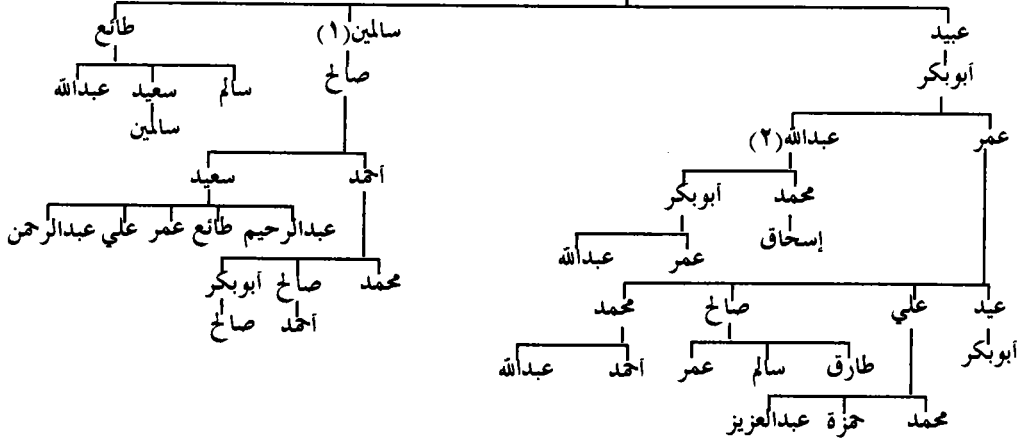 عبيد سالمين (١) طائع
أبوبكر صالح سالم سعيد عبدالله
سالمين
عمر عبدالله (٢)
أحمد سعيد
محمد أبوبكر
إسحاق عبدالرحيم طائع عمر علي عبدالرحمن
عمر عبدالله
محمد صالح أبوبكر
عيد علي صالح محمد
أحمد صالح
أبوبكر طارق سالم عمر أحمد عبدالله
محمد حمزة عبدالعزيز